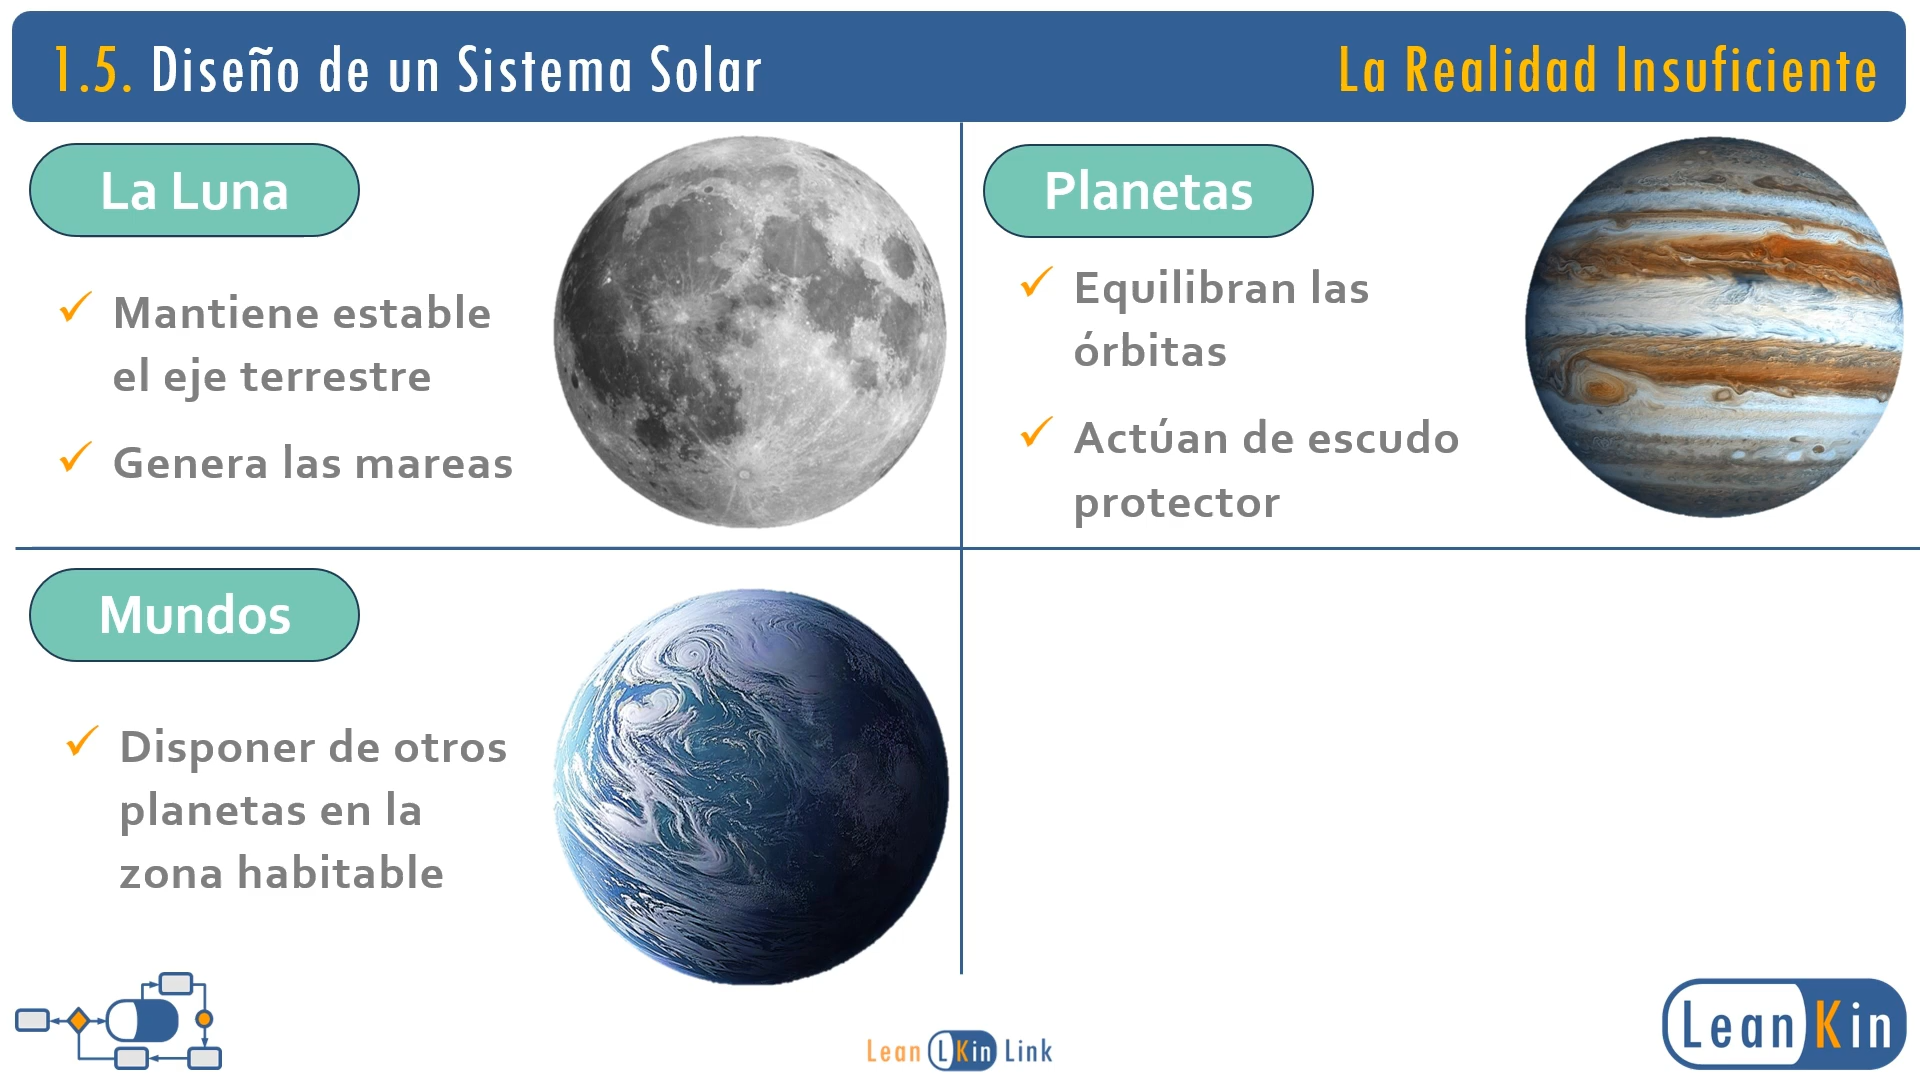 1.5. Diseño de un Sistema Solar
La Realidad Insuficiente
La Luna
Mantiene estable
el eje terrestre
Genera las mareas
Planetas
Equilibran las
órbitas
Actúan de escudo
protector
Mundos
Disponer de otros
planetas en la
zona habitable
Lean LKin Link
LeanKin